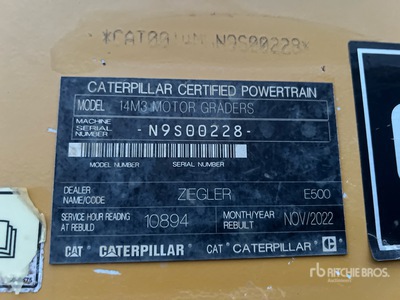 N9S00228*
CATERPILLAR CERTIFIED POWERTRAIN
MODEL 14M3 MOTOR GRADERS
MACHINE SERIAL NUMBER -N9S00228-
MODEL NUMBER SERIAL NUMBER
DEALER NAME/CODE ZIEGLER E500
SERVICE HOUR READING AT REBUILD 10894 MONTH/YEAR REBUILT NOV/2022
CAT CATERPILLAR CAT CATERPILLAR C
rb RITCHIE BROS.
Auctioneers